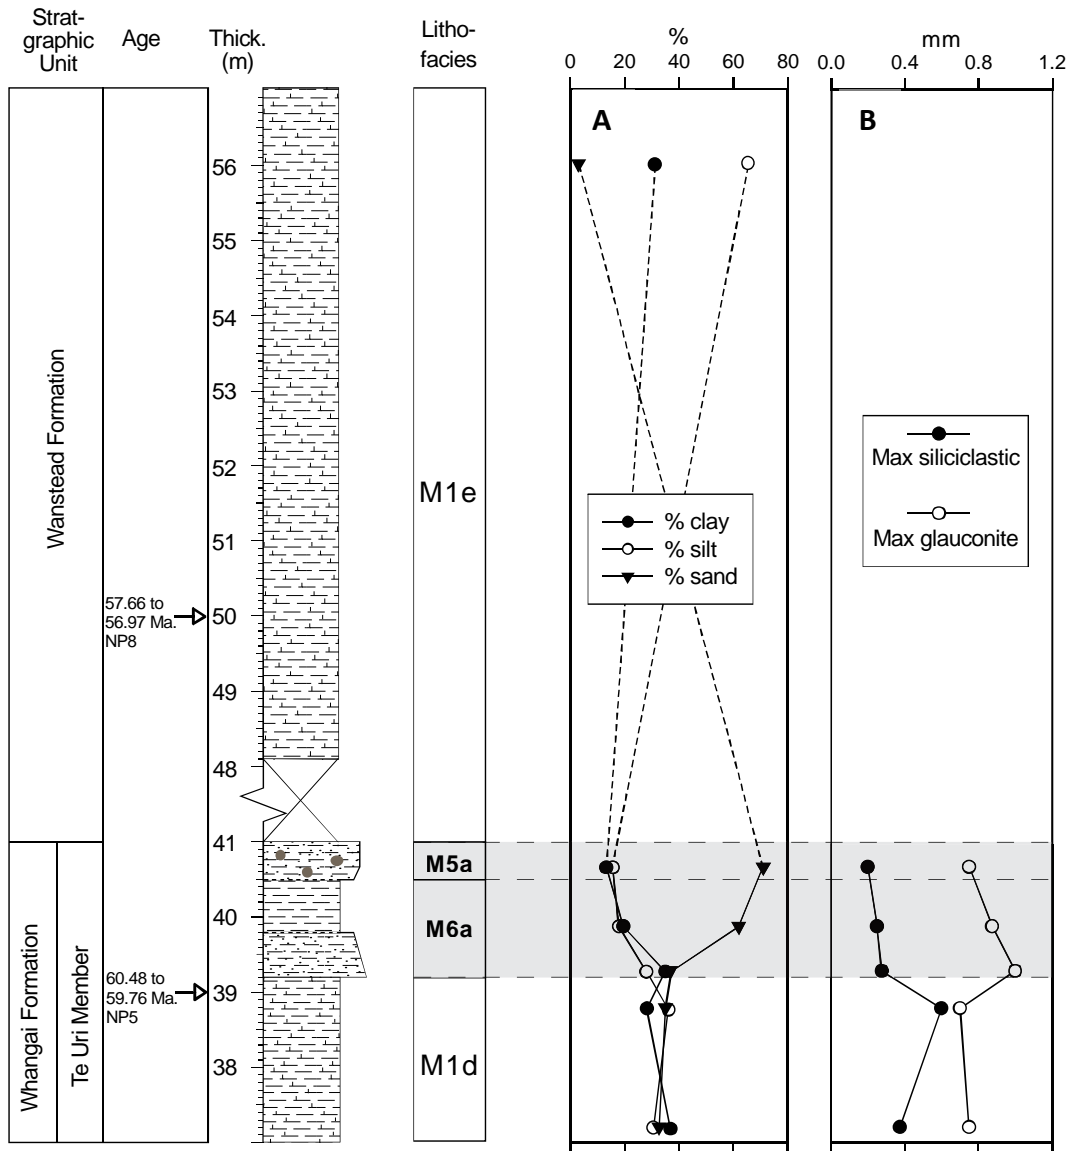 Strat-
graphic
Unit
Age
Thick.
(m)
Litho-
facies
%
0 20 40 60 80
mm
0.0 0.4 0.8 1.2
A
B
56
55
54
53
52
51
50
49
48
41
40
39
38
Wanstead Formation
Whangai Formation
Te Uri Member
57.66 to
56.97 Ma.
NP8
60.48 to
59.76 Ma.
NP5
M1e
M5a
M6a
M1d
% clay
% silt
% sand
Max siliciclastic
Max glauconite